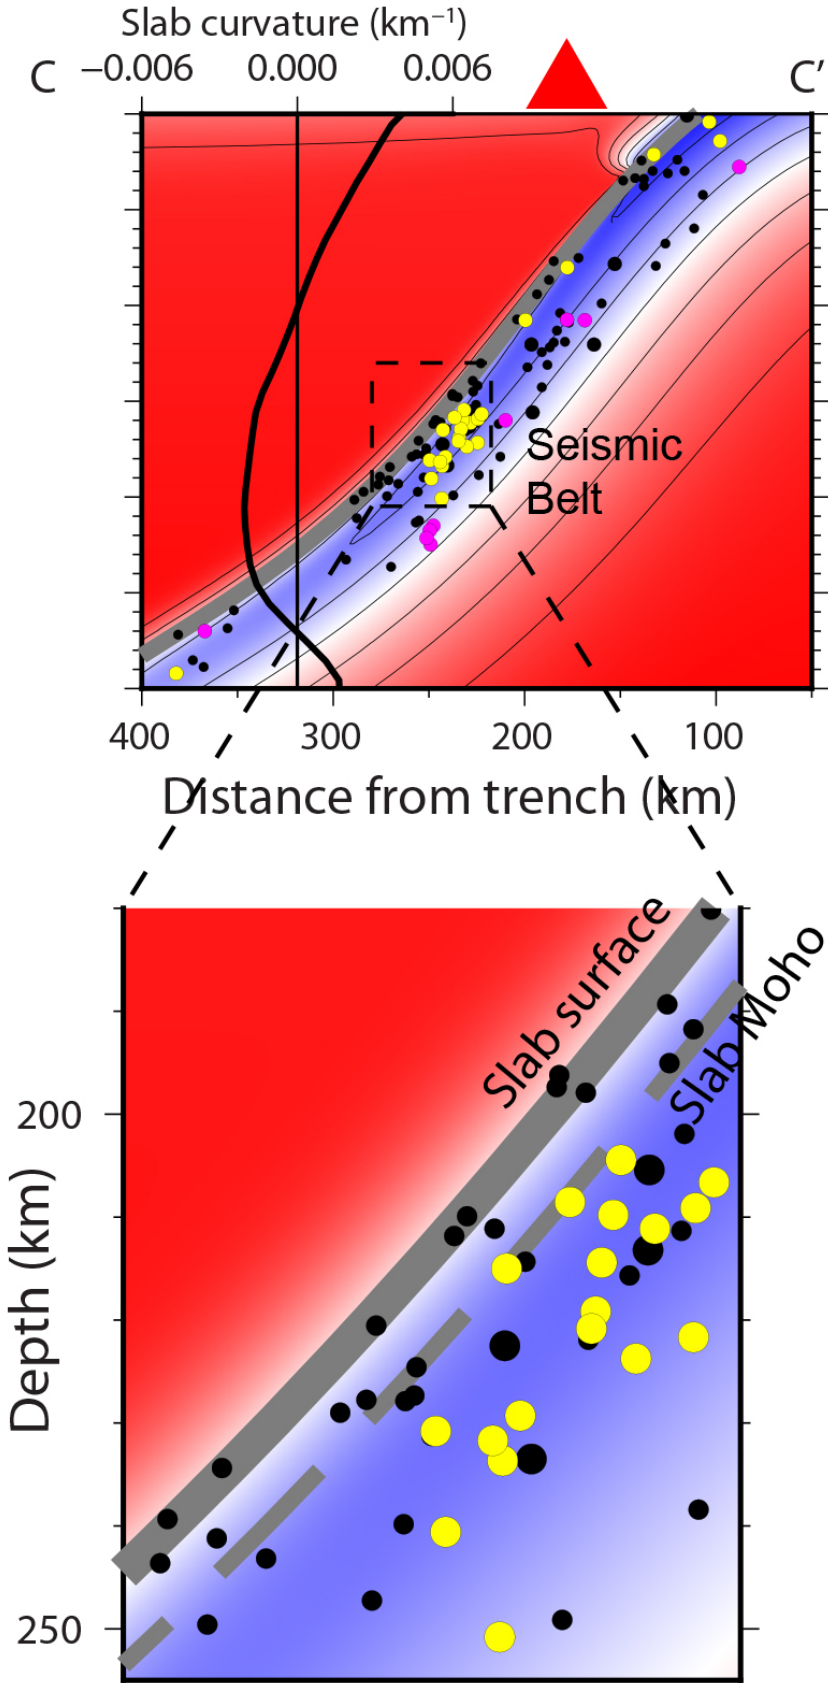 Slab curvature (km⁻¹)
C −0.006 0.000 0.006 C′
Seismic
Belt
400 300 200 100
Distance from trench (km)
Slab surface
Slab Moho
200
Depth (km)
250